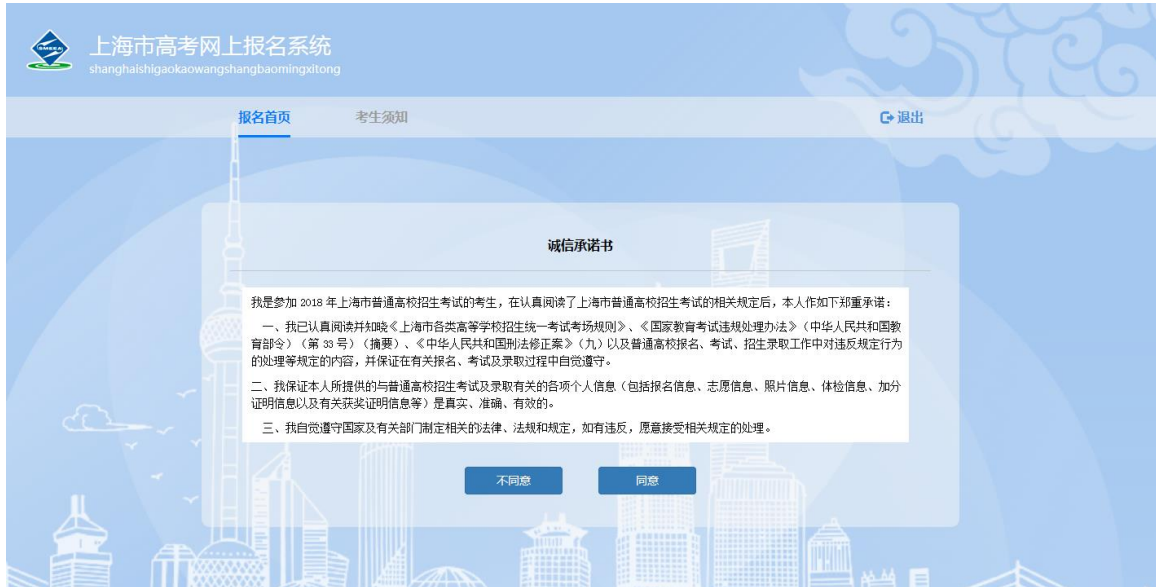 SMEEA
上海市高考网上报名系统
shanghaishigaokaowangshangbaomingxitong
报名首页
考生须知
退出
诚信承诺书
我是参加 2018 年上海市普通高校招生考试的考生，在认真阅读了上海市普通高校招生考试的相关规定后，本人作如下郑重承诺：
一、我已认真阅读并知晓《上海市各类高等学校招生统一考试考场规则》、《国家教育考试违规处理办法》（中华人民共和国教
育部令）（第 33 号）（摘要）、《中华人民共和国刑法修正案》（九）以及普通高校报名、考试、招生录取工作中对违反规定行为
的处理等规定的内容，并保证在有关报名、考试及录取过程中自觉遵守。
二、我保证本人所提供的与普通高校招生考试及录取有关的各项个人信息（包括报名信息、志愿信息、照片信息、体检信息、加分
证明信息以及有关获奖证明信息等）是真实、准确、有效的。
三、我自觉遵守国家及有关部门制定相关的法律、法规和规定，如有违反，愿意接受相关规定的处理。
不同意
同意